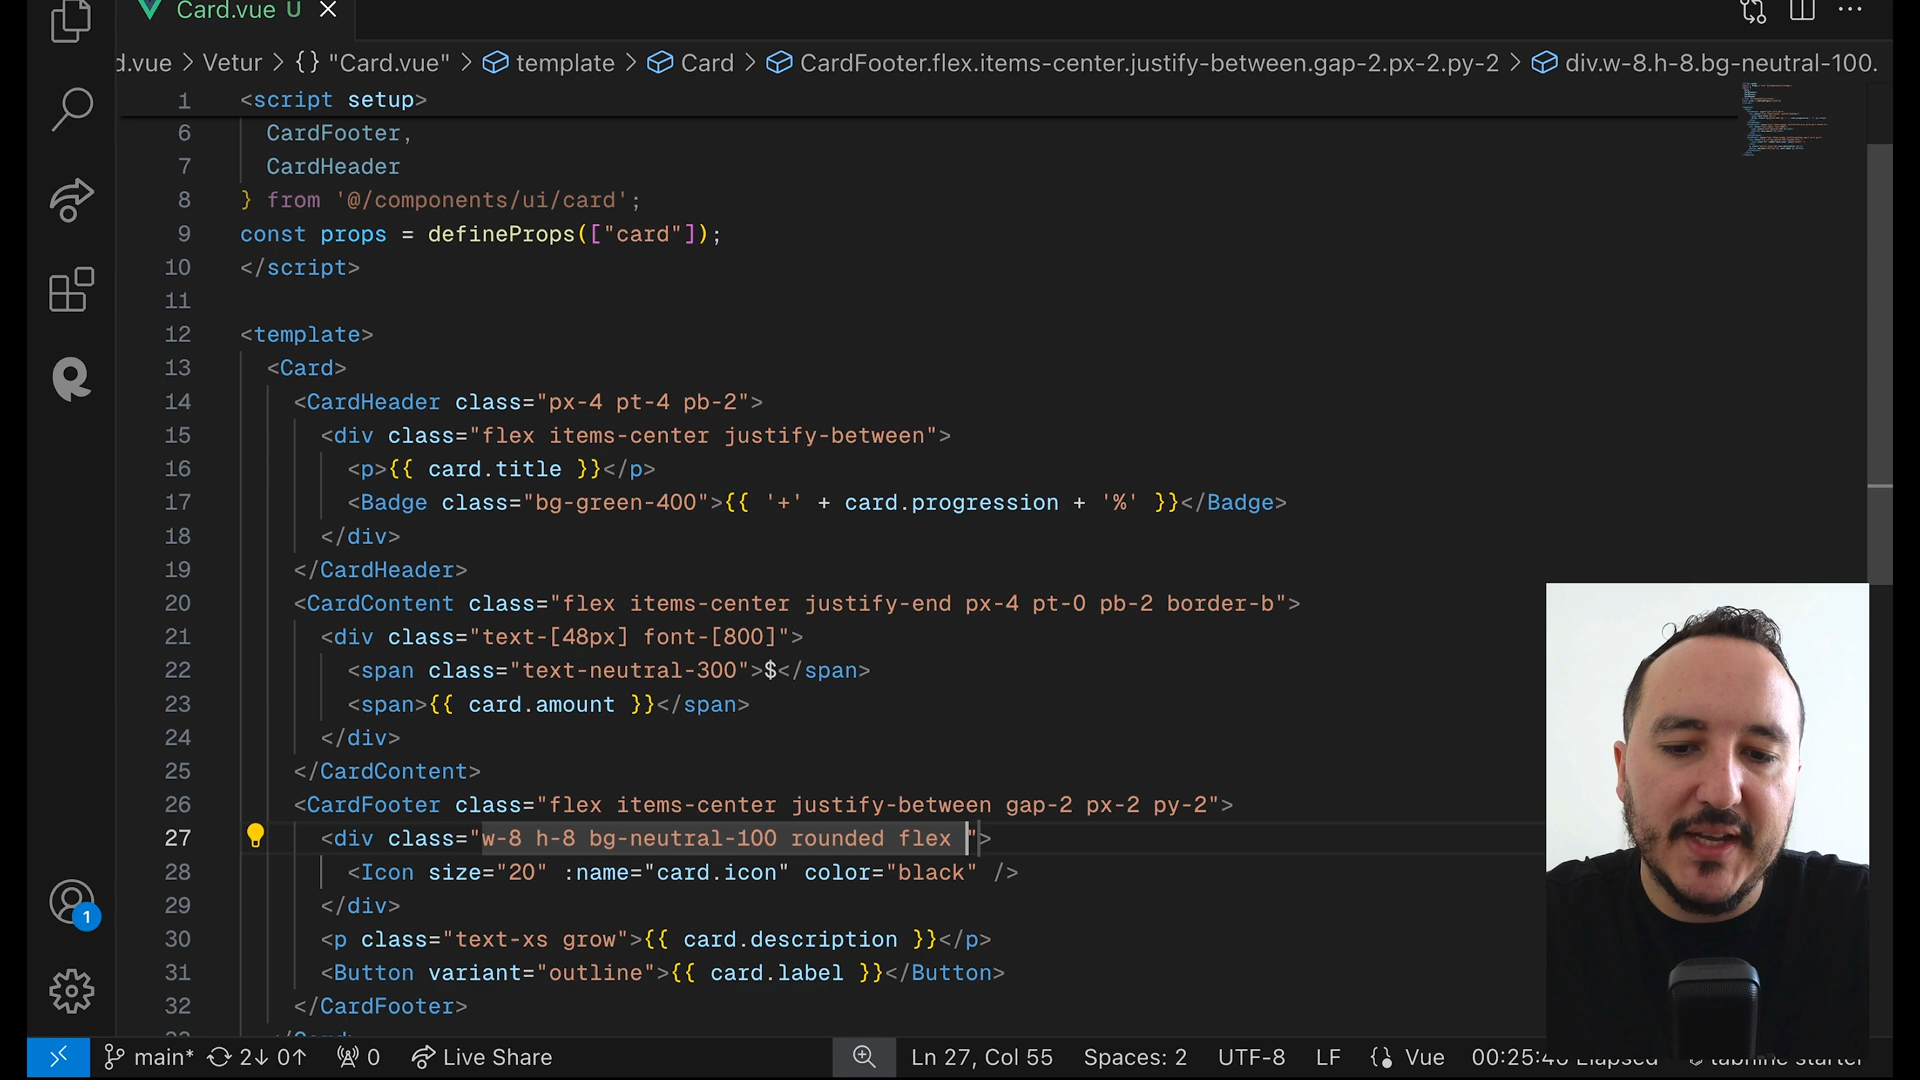 Card.vue U
d.vue > Vetur > {} "Card.vue" > template > Card > CardFooter.flex.items-center.justify-between.gap-2.px-2.py-2 > div.w-8.h-8.bg-neutral-100.
1 <script setup>
6 CardFooter,
7 CardHeader
8 } from '@/components/ui/card';
9 const props = defineProps(["card"]);
10 </script>
11
12 <template>
13 <Card>
14 <CardHeader class="px-4 pt-4 pb-2">
15 <div class="flex items-center justify-between">
16 <p>{{ card.title }}</p>
17 <Badge class="bg-green-400">{{ '+' + card.progression + '%' }}</Badge>
18 </div>
19 </CardHeader>
20 <CardContent class="flex items-center justify-end px-4 pt-0 pb-2 border-b">
21 <div class="text-[48px] font-[800]">
22 <span class="text-neutral-300">$</span>
23 <span>{{ card.amount }}</span>
24 </div>
25 </CardContent>
26 <CardFooter class="flex items-center justify-between gap-2 px-2 py-2">
27 <div class="w-8 h-8 bg-neutral-100 rounded flex ">
28 <Icon size="20" :name="card.icon" color="black" />
29 </div>
30 <p class="text-xs grow">{{ card.description }}</p>
31 <Button variant="outline">{{ card.label }}</Button>
32 </CardFooter>
1
main* 2↓ 0↑ 0 Live Share Ln 27, Col 55 Spaces: 2 UTF-8 LF Vue